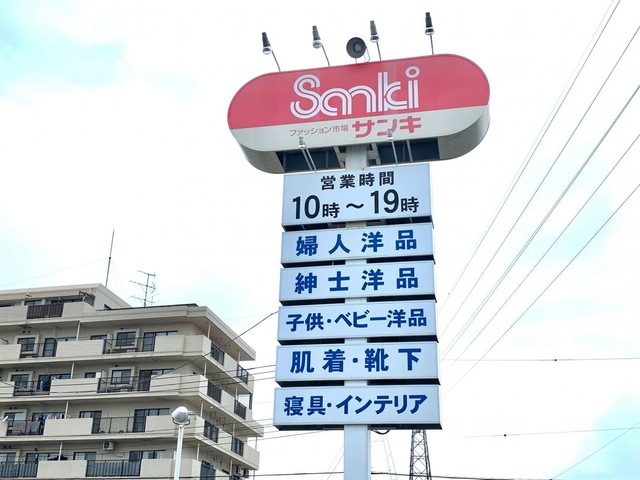 Sanki
ファッション市場 サンキ
営業時間
10時〜19時
婦人洋品
紳士洋品
子供・ベビー洋品
肌着・靴下
寝具・インテリア